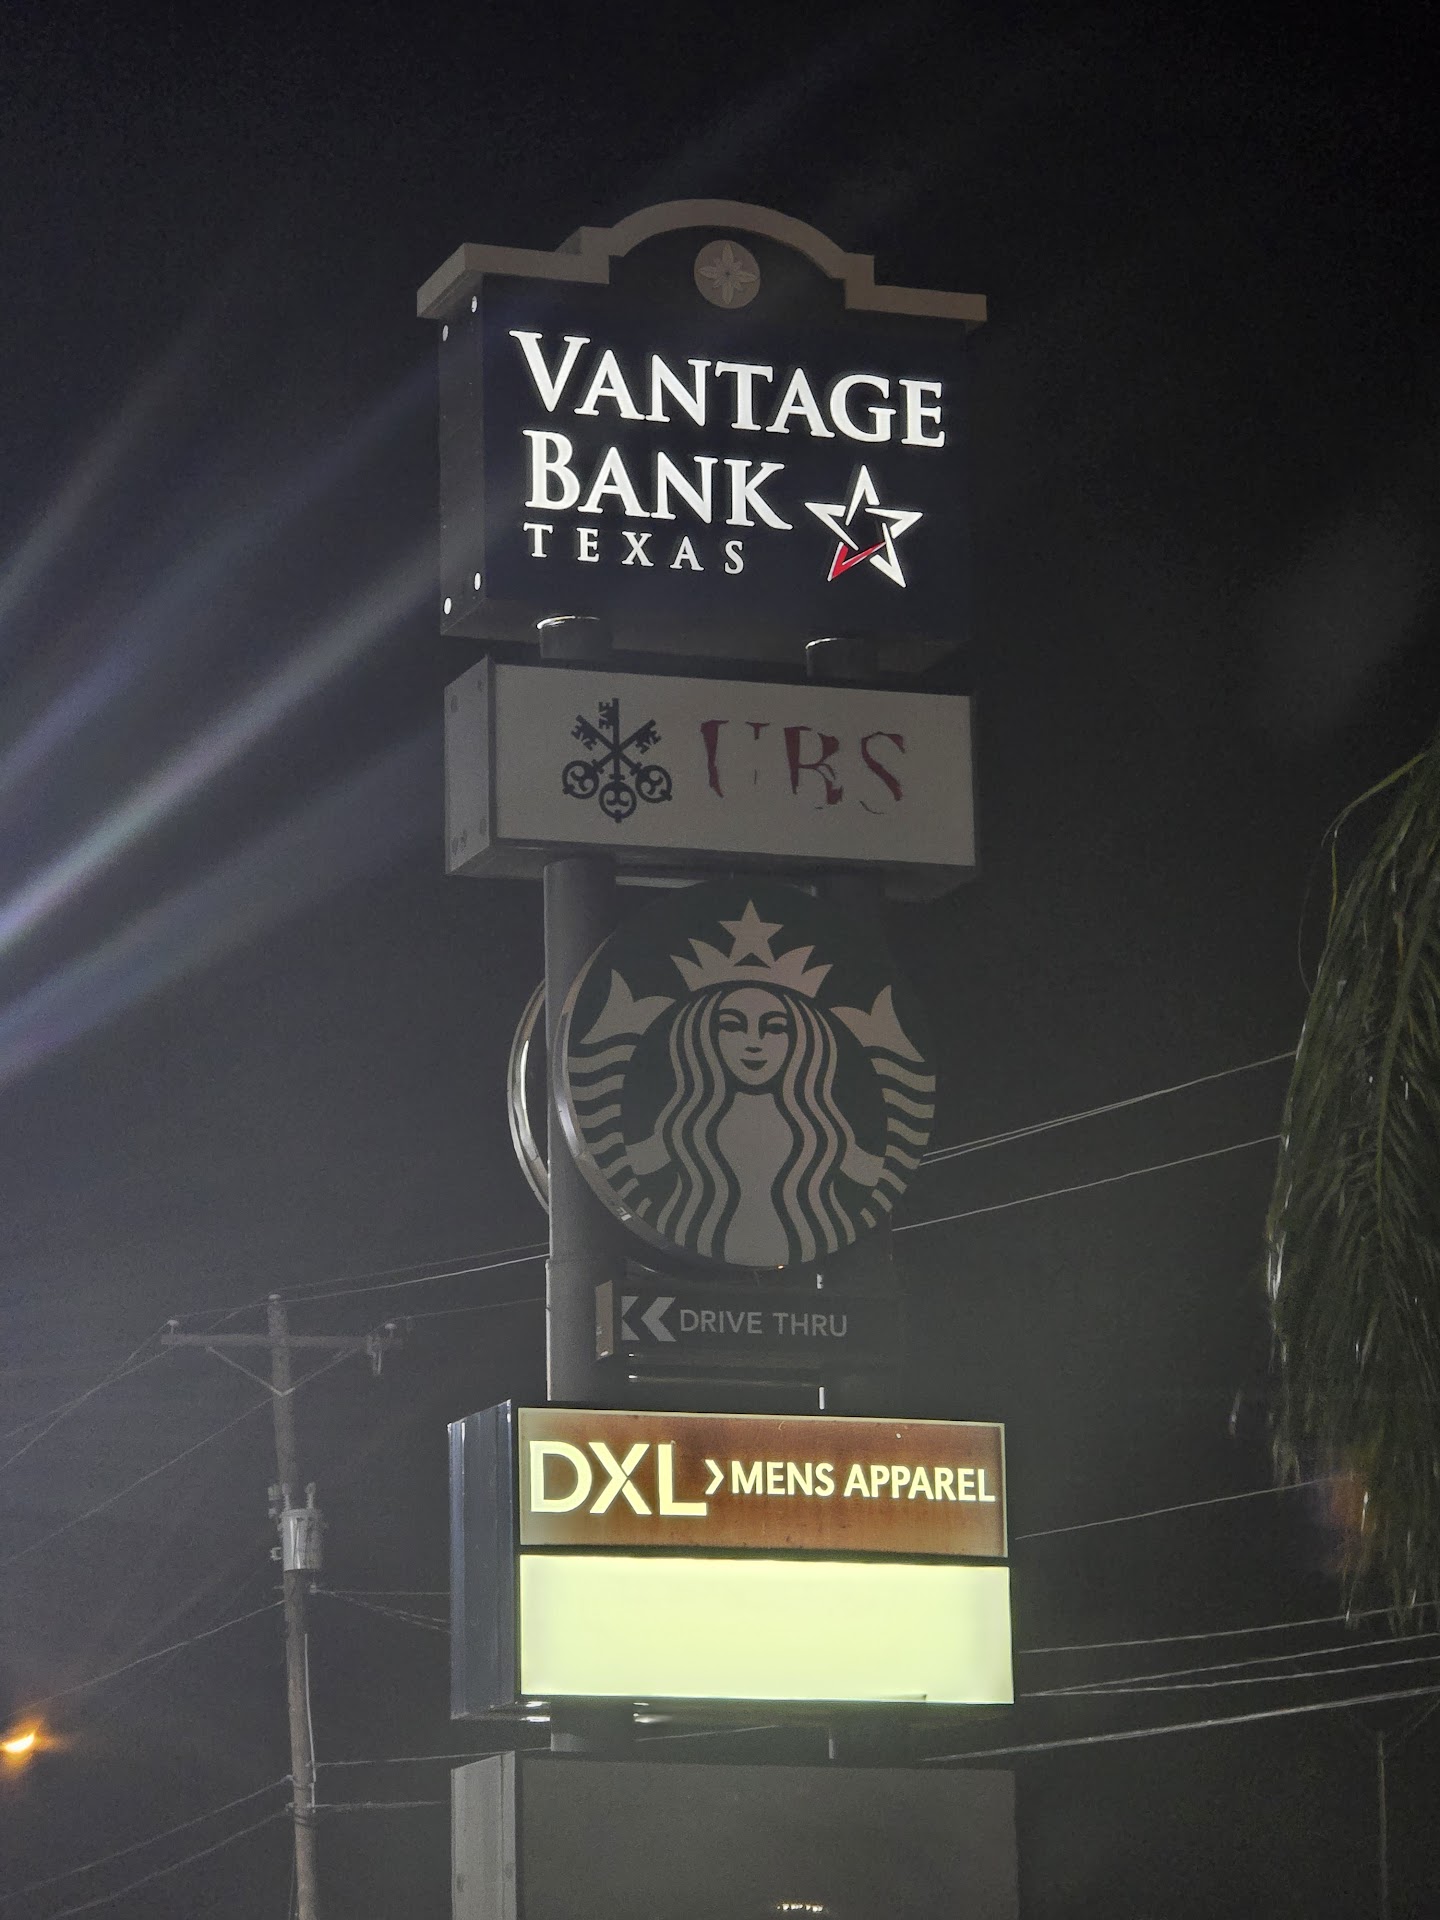 VANTAGE
BANK
TEXAS
UBS
DRIVE THRU
DXL>MENS APPAREL